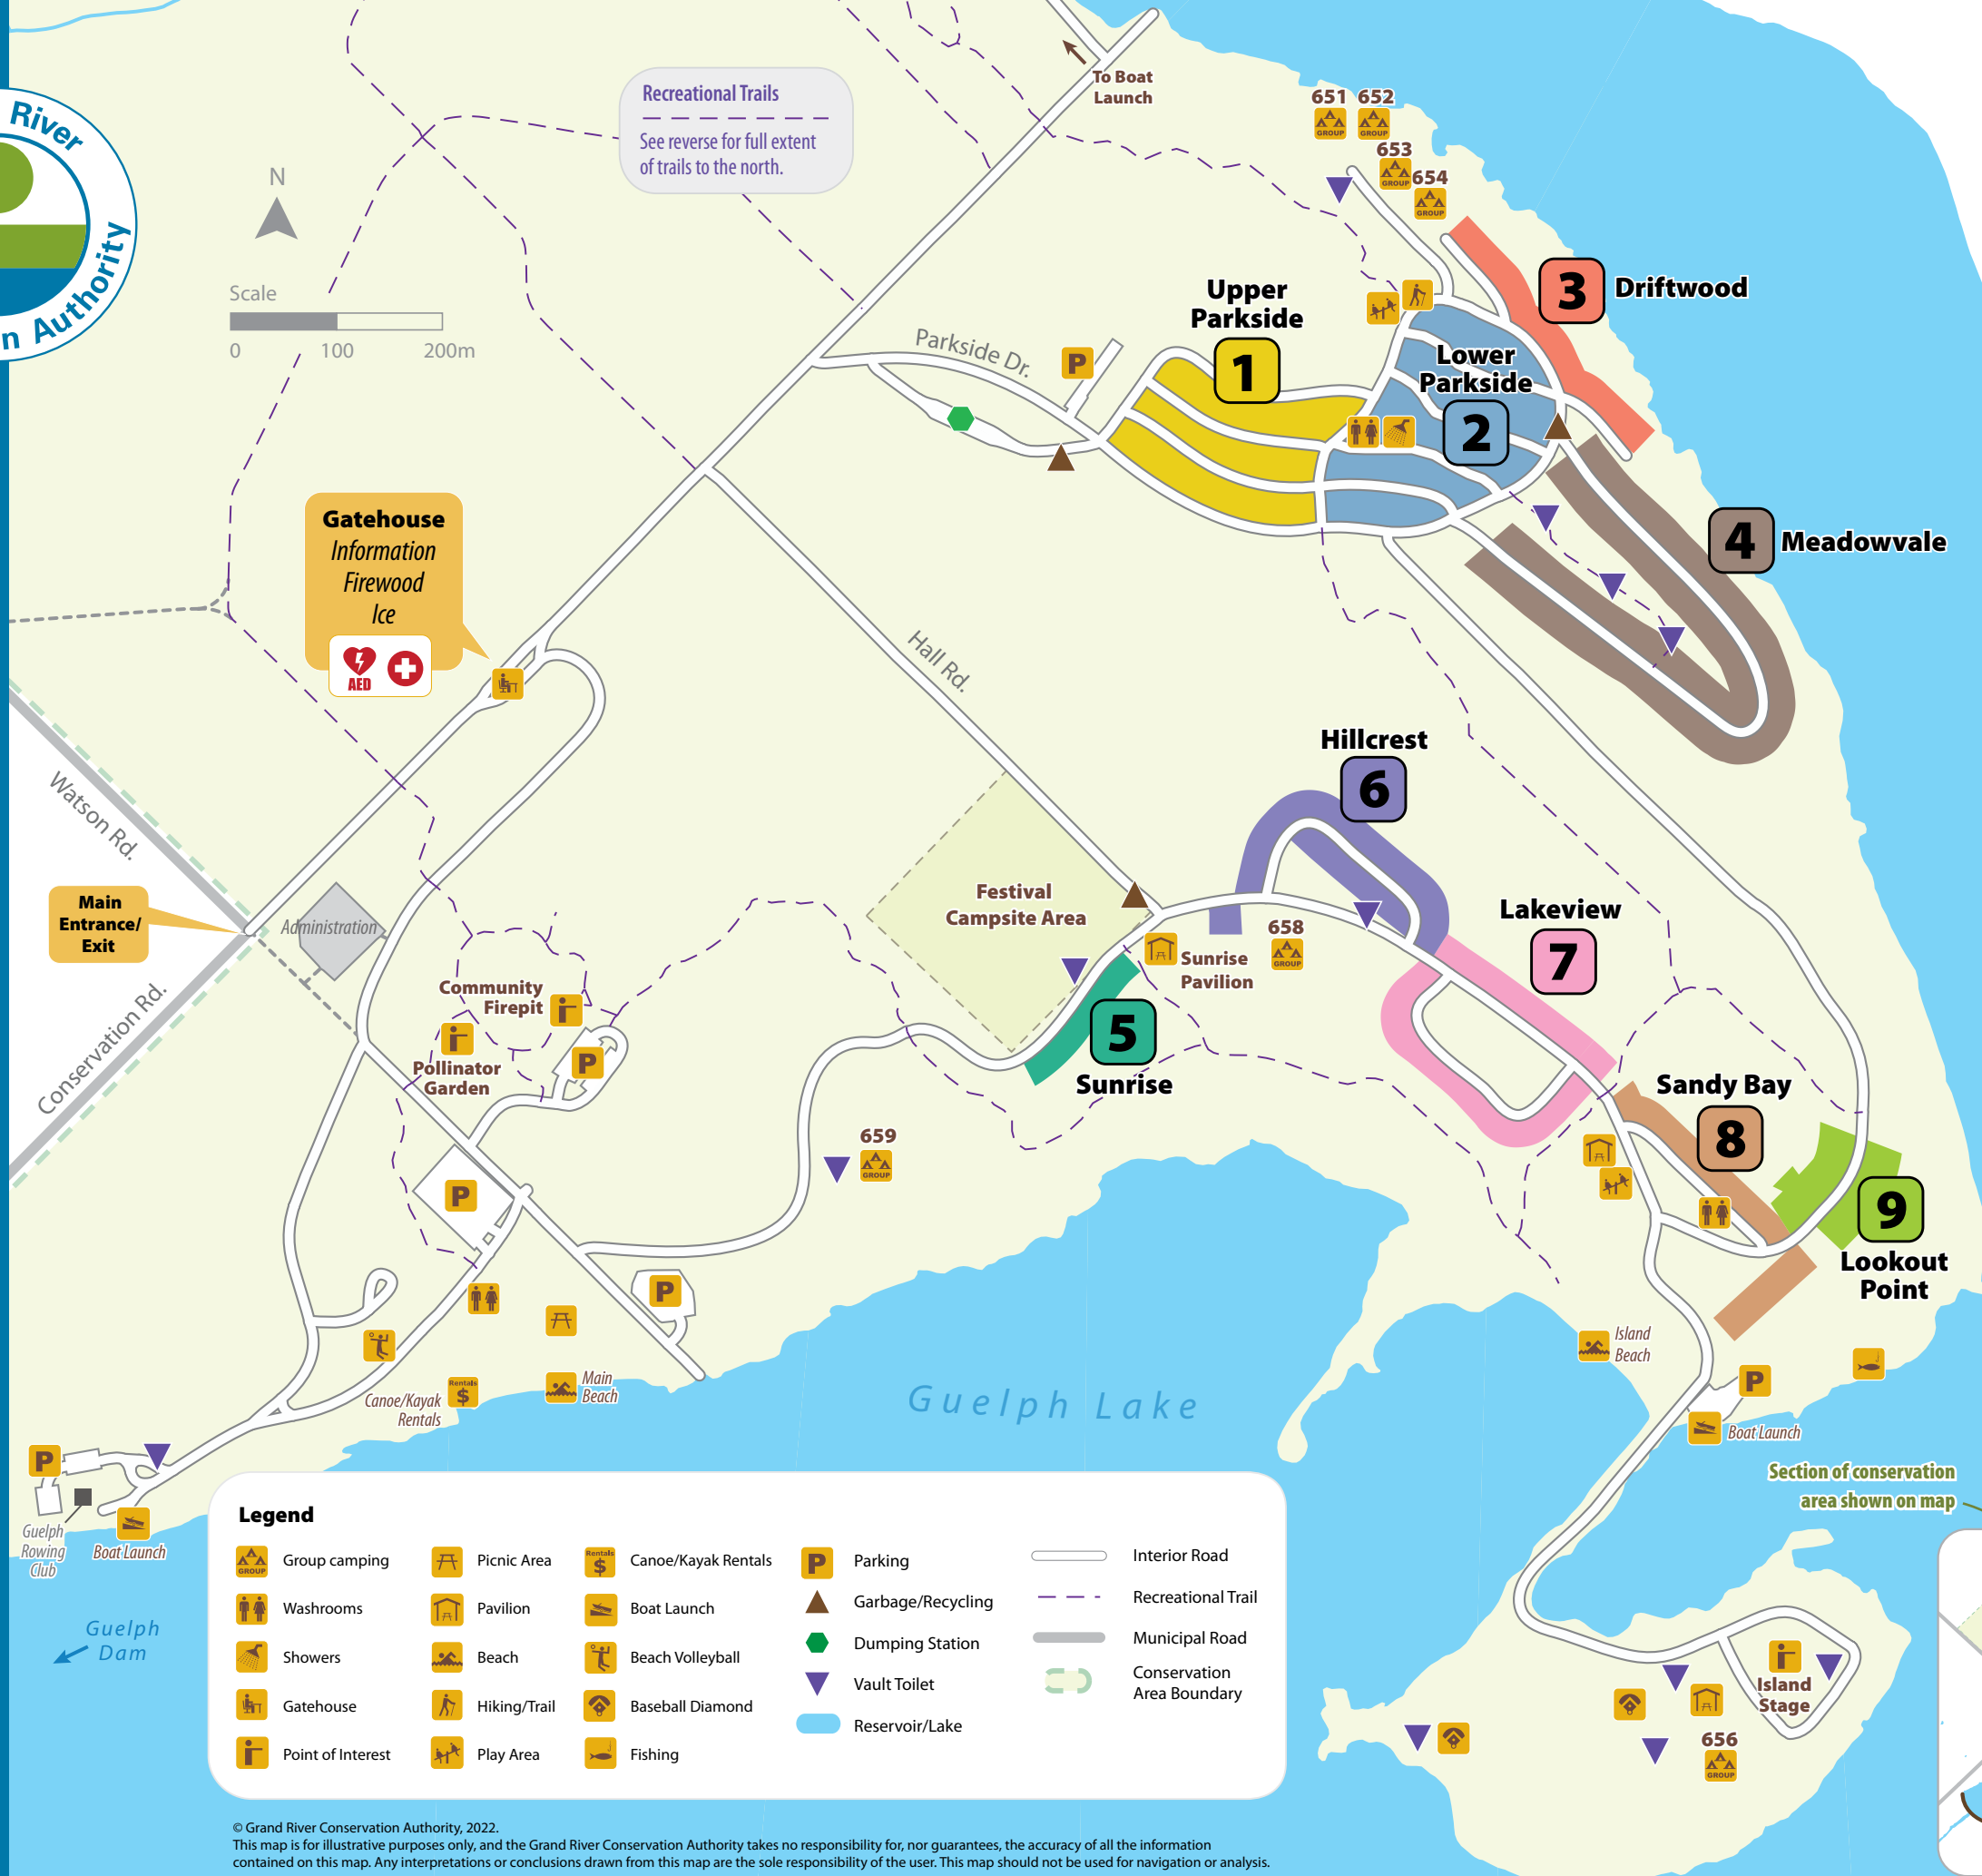 River
n Authority
To Boat
Launch
Recreational Trails
See reverse for full extent
of trails to the north.
N
Scale
0 100 200m
651 652
GROUP GROUP
653
GROUP
654
GROUP
3 Driftwood
Upper
Parkside
1
Lower
Parkside
2
Parkside Dr.
P
4 Meadowvale
Gatehouse
Information
Firewood
Ice
AED
Hall Rd.
Watson Rd.
Main
Entrance/
Exit
Administration
Conservation Rd.
Hillcrest
6
Festival
Campsite Area
658
GROUP
Sunrise
Pavilion
Lakeview
7
5
Sunrise
Community
Firepit
Pollinator
Garden
P
Sandy Bay
8
9
Lookout
Point
659
GROUP
P
P
Island
Beach
P
Boat Launch
Main
Beach
Canoe/Kayak
Rentals
Rentals
$
Guelph Lake
P
Guelph
Rowing
Club
Boat Launch
Guelph
Dam
Section of conservation
area shown on map
Island
Stage
656
GROUP
Legend
GROUP Group camping
Washrooms
Showers
Gatehouse
Point of Interest
Picnic Area
Pavilion
Beach
Hiking/Trail
Play Area
Rentals
$ Canoe/Kayak Rentals
Boat Launch
Beach Volleyball
Baseball Diamond
Fishing
P Parking
Garbage/Recycling
Dumping Station
Vault Toilet
Reservoir/Lake
Interior Road
Recreational Trail
Municipal Road
Conservation
Area Boundary
© Grand River Conservation Authority, 2022.
This map is for illustrative purposes only, and the Grand River Conservation Authority takes no responsibility for, nor guarantees, the accuracy of all the information
contained on this map. Any interpretations or conclusions drawn from this map are the sole responsibility of the user. This map should not be used for navigation or analysis.